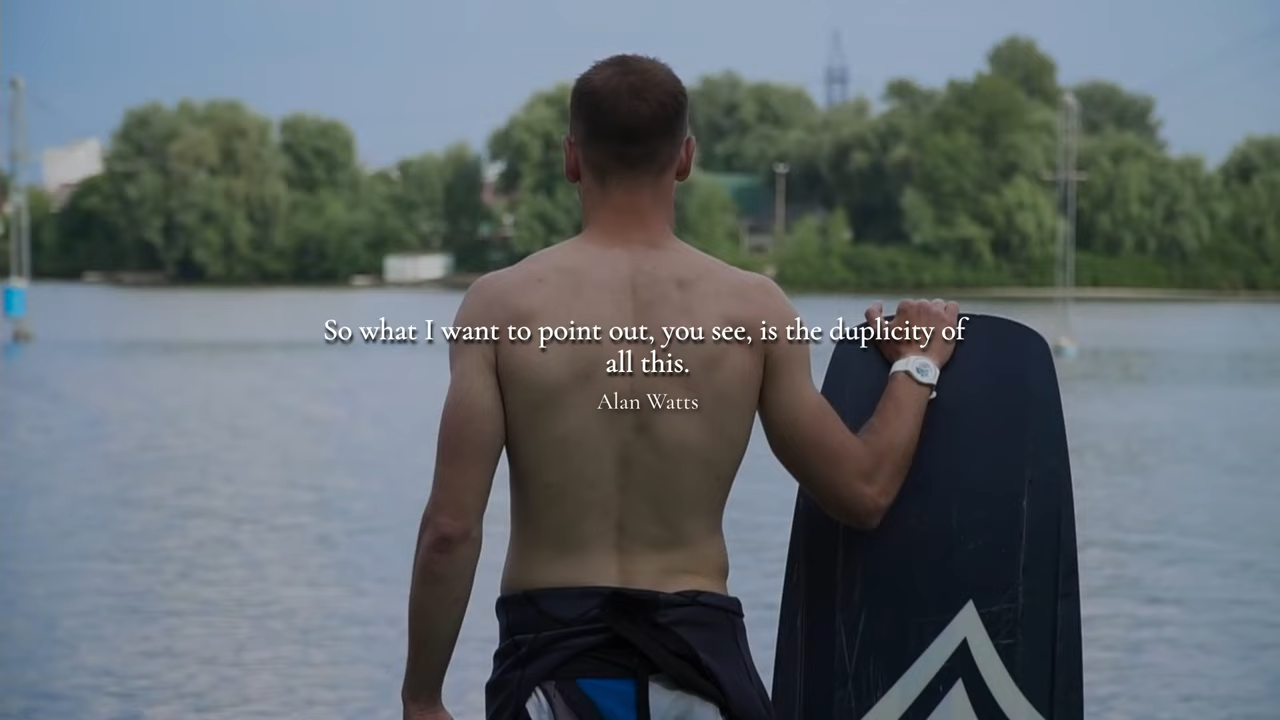 So what I want to point out, you see, is the duplicity of
all this.
Alan Watts